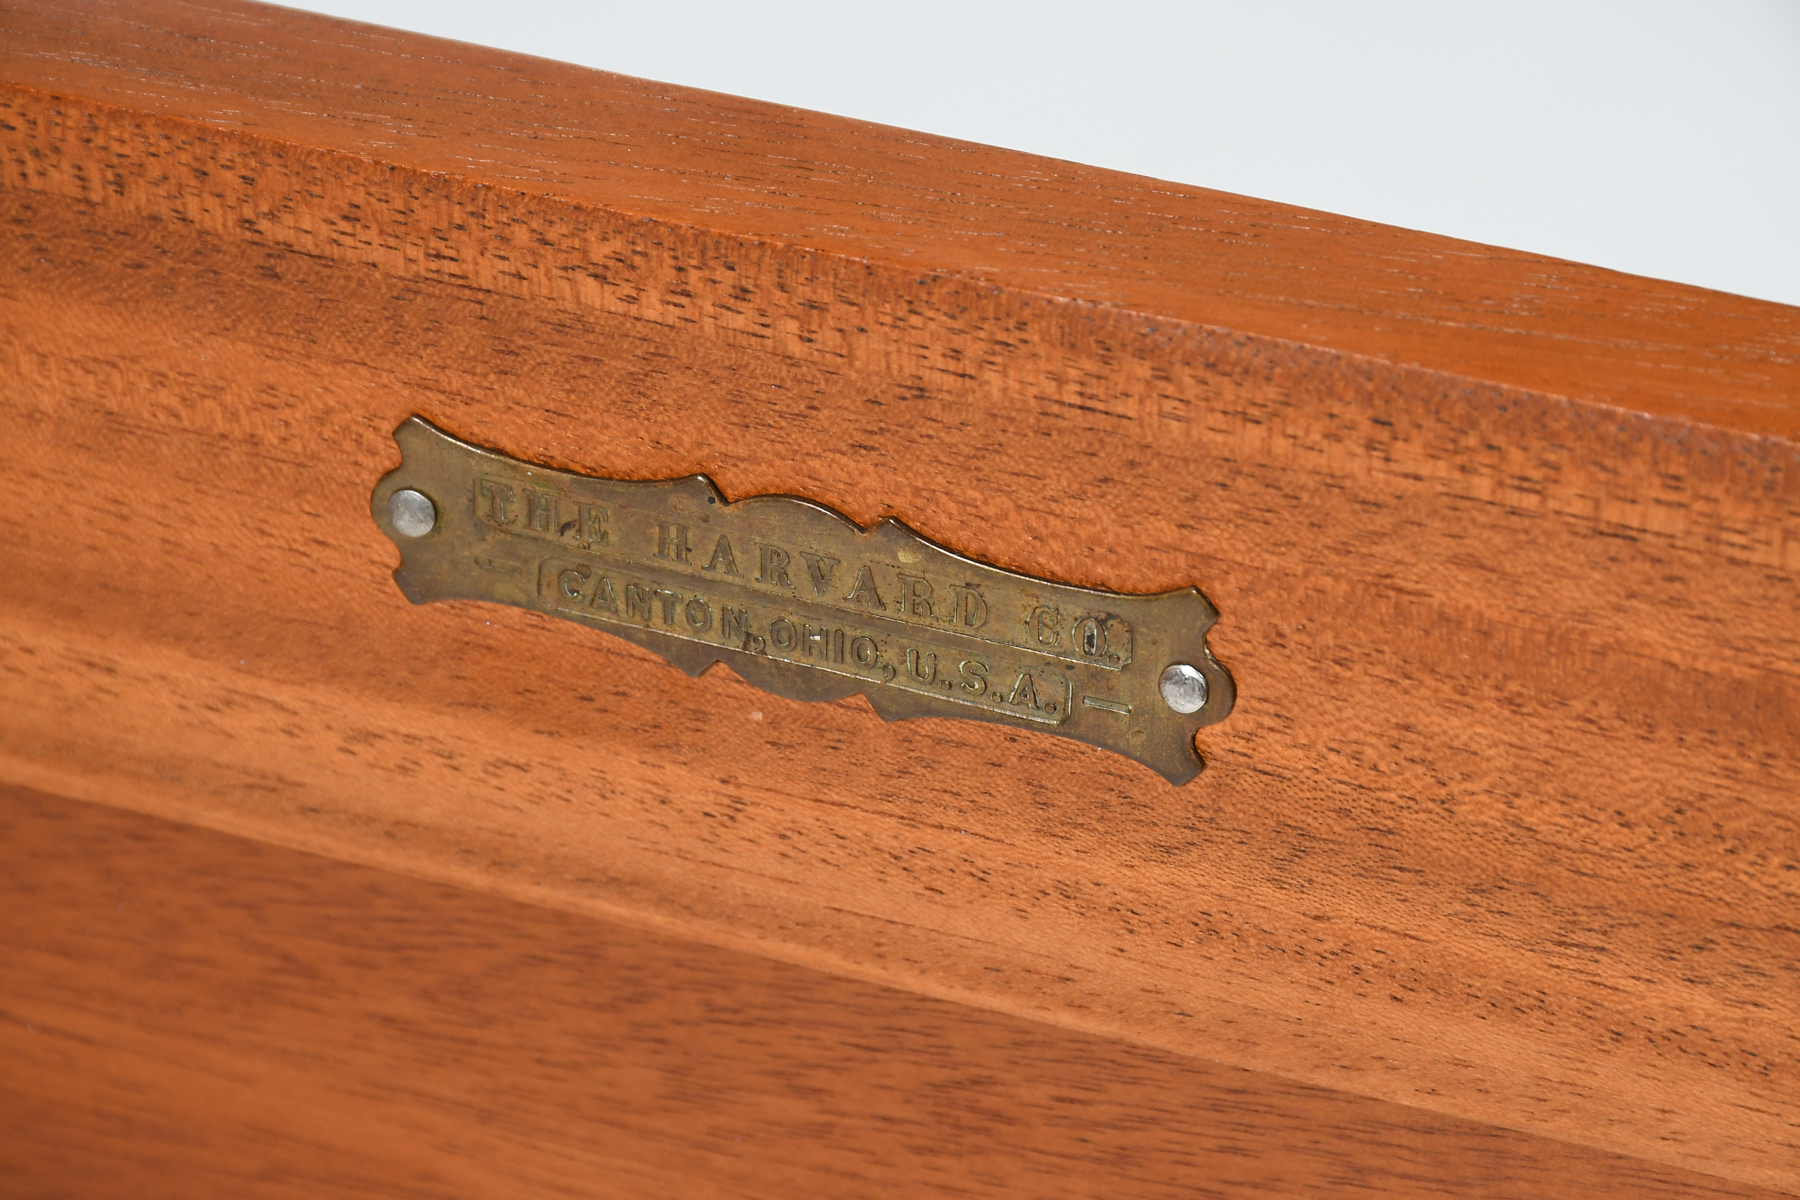 THE HARVARD CO.
CANTON, OHIO, U.S.A.